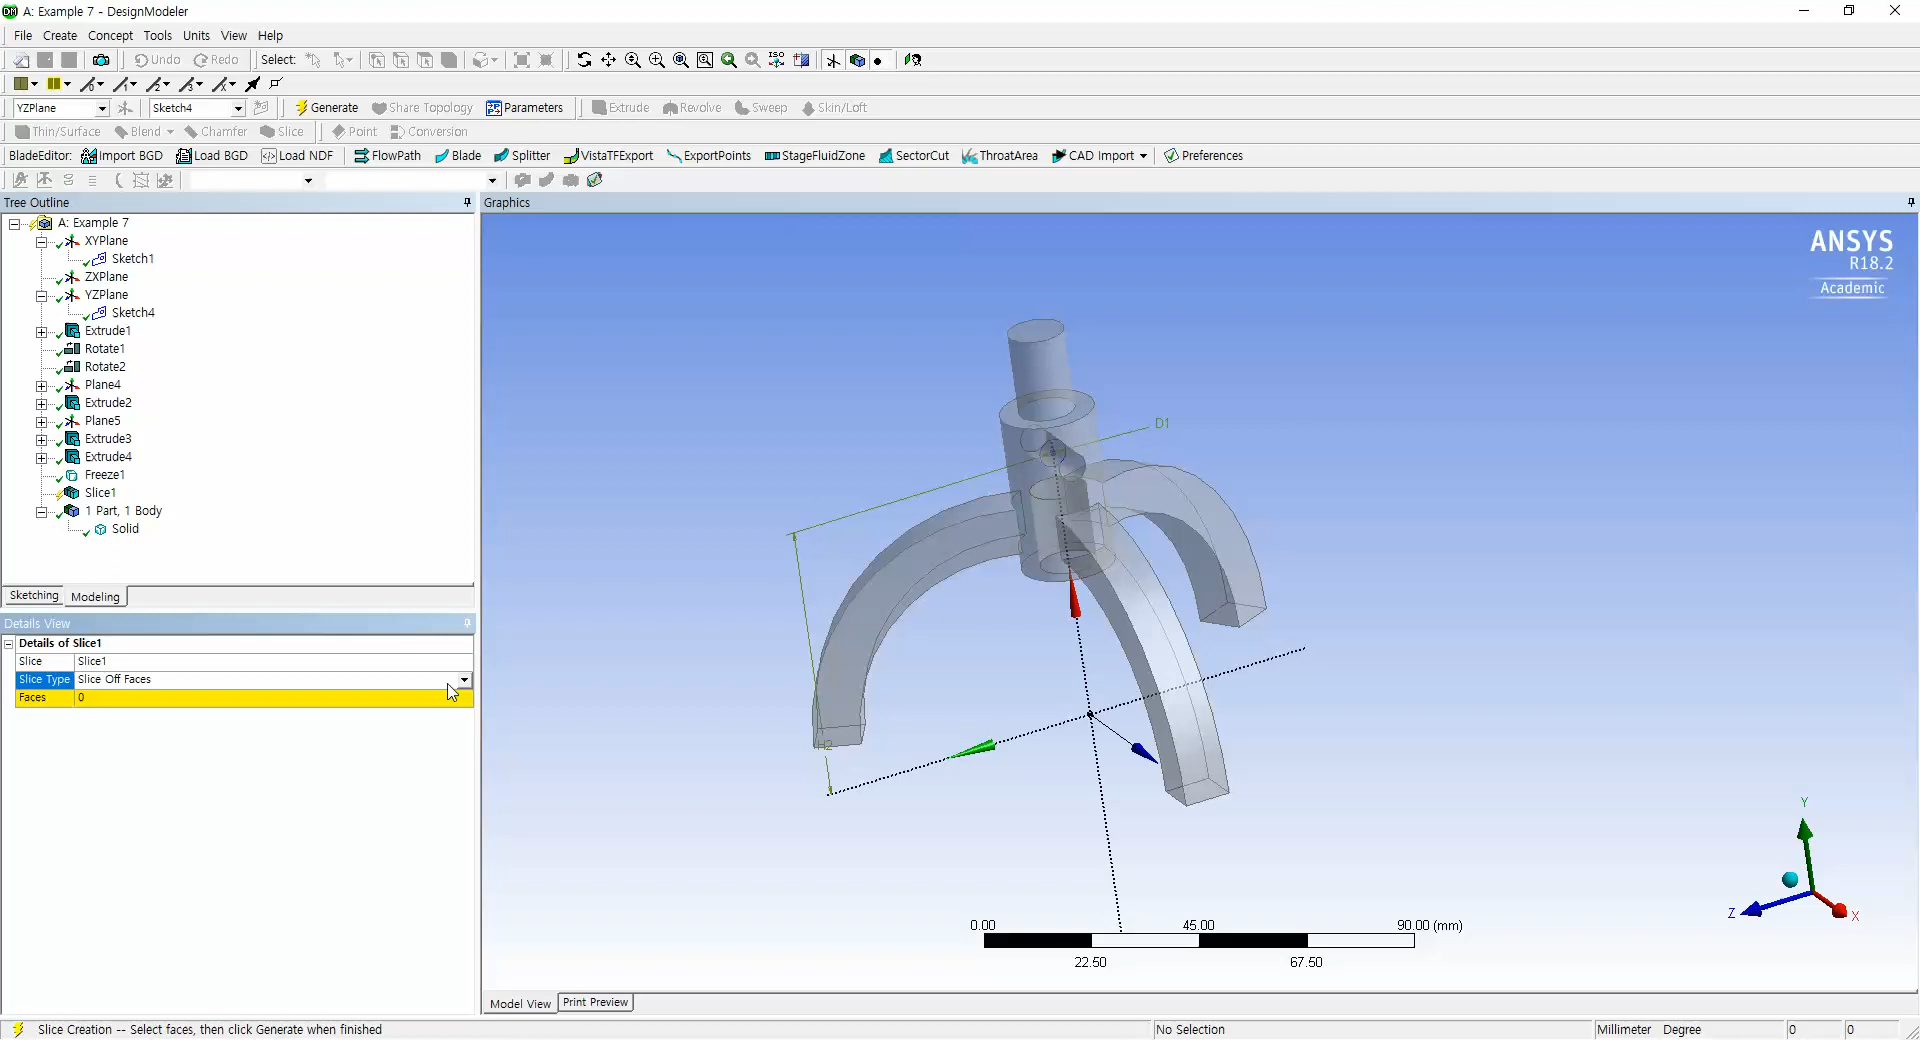 A: Example 7 - DesignModeler
File Create Concept Tools Units View Help
Undo Redo Select: ISO
YZPlane Sketch4 Generate Share Topology Parameters Extrude Revolve Sweep Skin/Loft
Thin/Surface Blend Chamfer Slice Point Conversion
BladeEditor: Import BGD Load BGD Load NDF FlowPath Blade Splitter VistaTFExport ExportPoints StageFluidZone SectorCut ThroatArea CAD Import Preferences
Tree Outline
Graphics
A: Example 7
XYPlane
Sketch1
ZXPlane
YZPlane
Sketch4
Extrude1
Rotate1
Rotate2
Plane4
Extrude2
Plane5
Extrude3
Extrude4
Freeze1
Slice1
1 Part, 1 Body
Solid
Sketching Modeling
Details View
Details of Slice1
Slice Slice1
Slice Type Slice Off Faces
Faces 0
ANSYS
R18.2
Academic
D1
H2
Y
Z
X
0.00 45.00 90.00 (mm)
22.50 67.50
Model View Print Preview
Slice Creation -- Select faces, then click Generate when finished
No Selection
Millimeter Degree 0 0